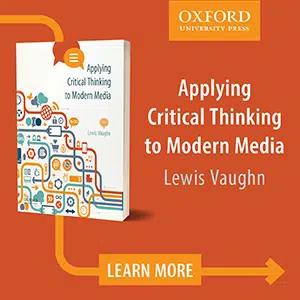 OXFORD
UNIVERSITY PRESS
Applying
Critical Thinking
to Modern Media
Lewis Vaughn
Applying
Critical Thinking
to Modern Media
Lewis Vaughn
LEARN MORE